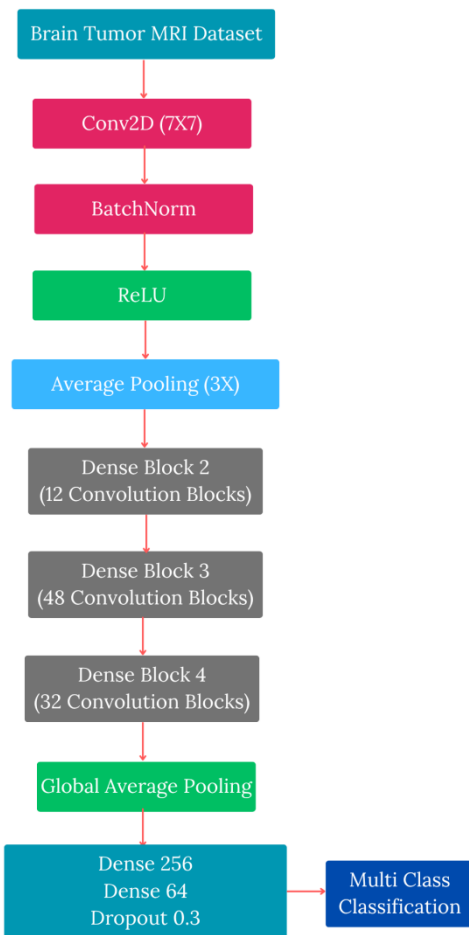 Brain Tumor MRI Dataset
Conv2D (7X7)
BatchNorm
ReLU
Average Pooling (3X)
Dense Block 2
(12 Convolution Blocks)
Dense Block 3
(48 Convolution Blocks)
Dense Block 4
(32 Convolution Blocks)
Global Average Pooling
Dense 256
Dense 64
Dropout 0.3
Multi Class
Classification